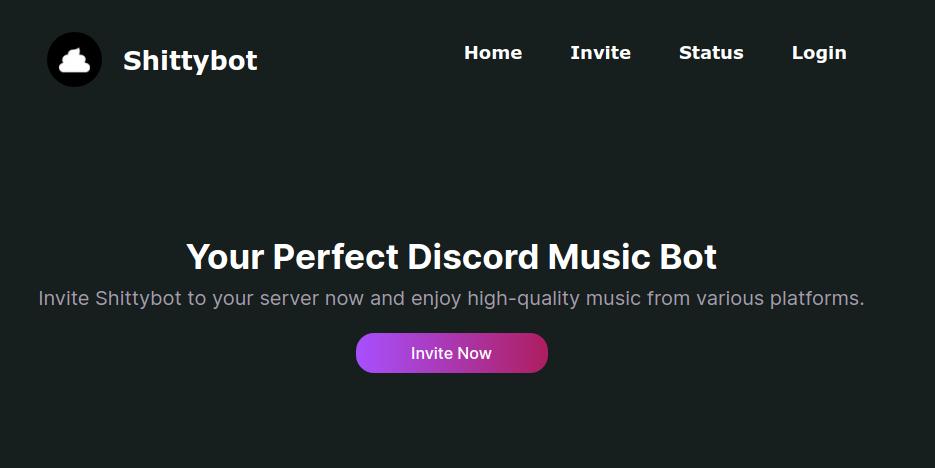 Shittybot
Home Invite Status Login
Your Perfect Discord Music Bot
Invite Shittybot to your server now and enjoy high-quality music from various platforms.
Invite Now